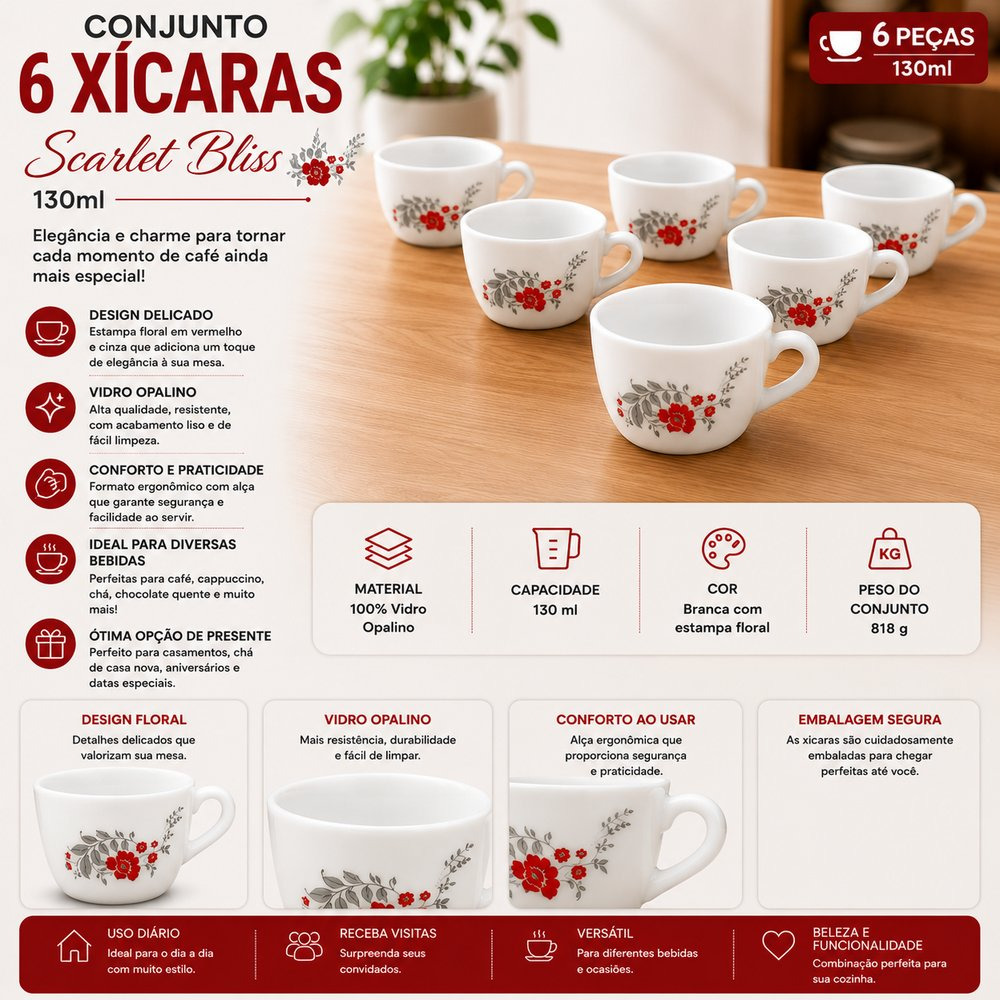 CONJUNTO
6 XÍCARAS
Scarlet Bliss
130ml
Elegância e charme para tornar
cada momento de café ainda
mais especial!
6 PEÇAS
130ml
DESIGN DELICADO
Estampa floral em vermelho
e cinza que adiciona um toque
de elegância à sua mesa.
VIDRO OPALINO
Alta qualidade, resistente,
com acabamento liso e de
fácil limpeza.
CONFORTO E PRATICIDADE
Formato ergonômico com alça
que garante segurança e
facilidade ao servir.
IDEAL PARA DIVERSAS
BEBIDAS
Perfeitas para café, cappuccino,
chá, chocolate quente e muito
mais!
ÓTIMA OPÇÃO DE PRESENTE
Perfeito para casamentos, chá
de casa nova, aniversários e
datas especiais.
MATERIAL
100% Vidro
Opalino
CAPACIDADE
130 ml
COR
Branca com
estampa floral
KG
PESO DO
CONJUNTO
818 g
DESIGN FLORAL
Detalhes delicados que
valorizam sua mesa.
VIDRO OPALINO
Mais resistência, durabilidade
e fácil de limpar.
CONFORTO AO USAR
Alça ergonômica que
proporciona segurança
e praticidade.
EMBALAGEM SEGURA
As xicaras são cuidadosamente
embaladas para chegar
perfeitas até você.
USO DIÁRIO
Ideal para o dia a dia
com muito estilo.
RECEBA VISITAS
Surpreenda seus
convidados.
VERSÁTIL
Para diferentes bebidas
e ocasiões.
BELEZA E
FUNCIONALIDADE
Combinação perfeita para
sua cozinha.